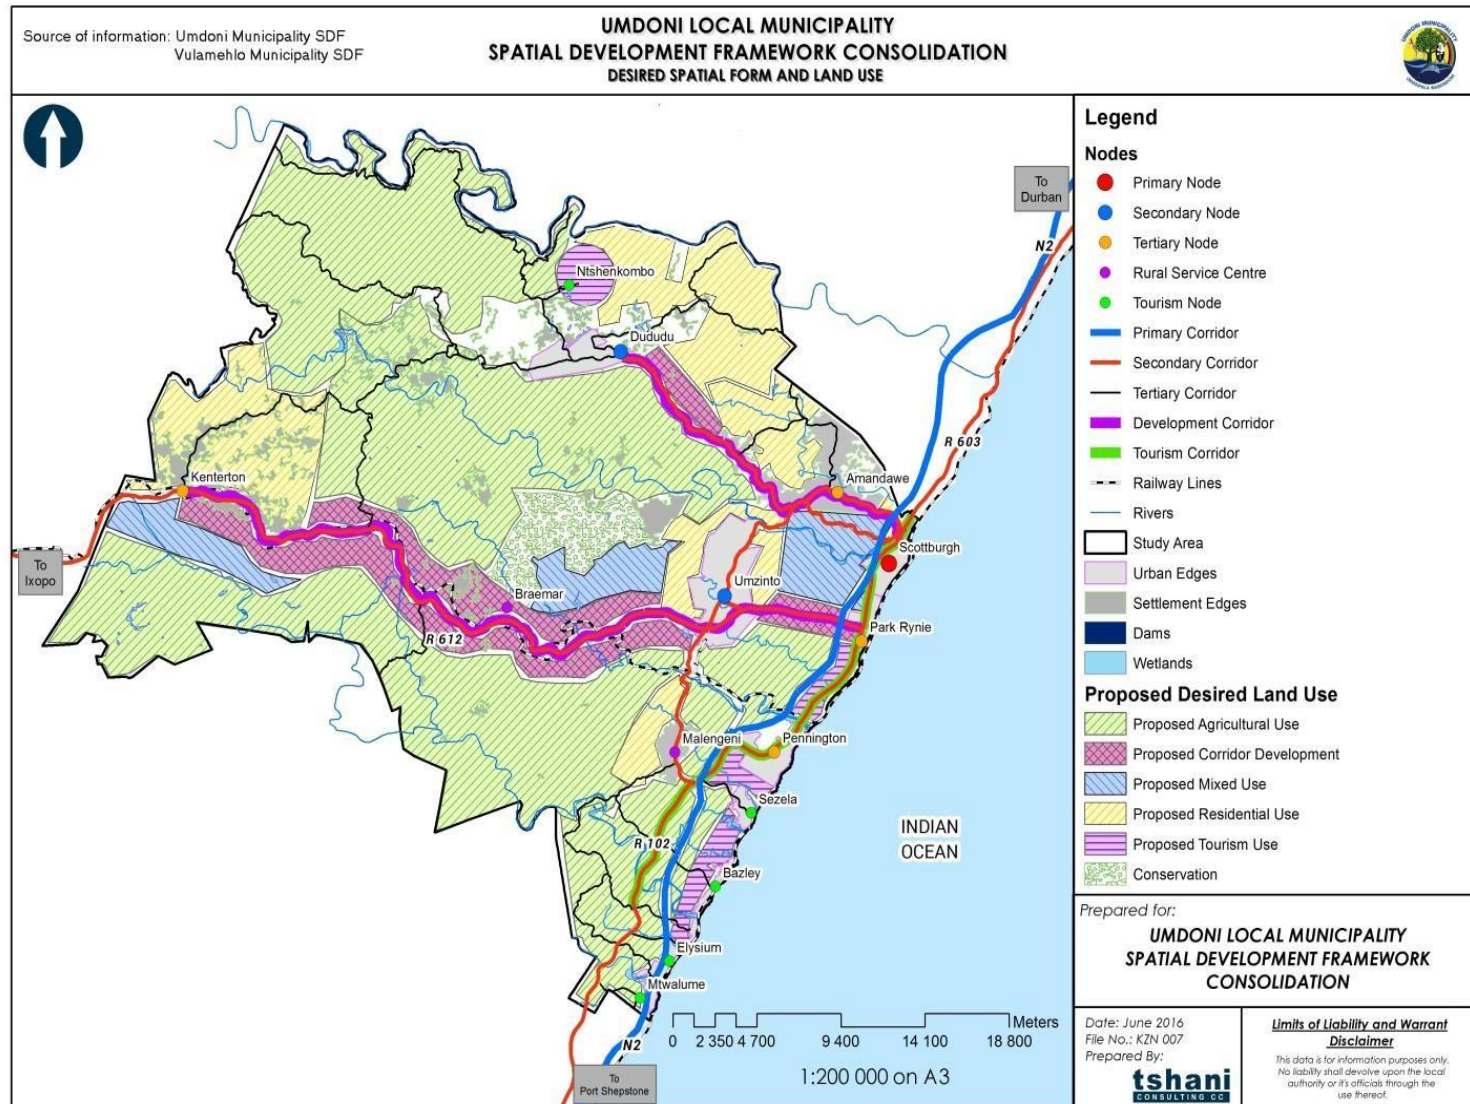 Source of information: Umdoni Municipality SDF
Vulamehlo Municipality SDF
UMDONI LOCAL MUNICIPALITY
SPATIAL DEVELOPMENT FRAMEWORK CONSOLIDATION
DESIRED SPATIAL FORM AND LAND USE
UMDONI MUNICIPALITY
To
Durban
N2
Ntshenkombo
Dududu
R 603
Kenterton
Amandawe
Scottburgh
To
Ixopo
Umzinto
Braemar
Park Rynie
R 612
Malengeni
Pennington
Sezela
R 102
INDIAN
OCEAN
Bazley
Elysium
Mtwalume
N2
To
Port Shepstone
Meters
0 2 350 4 700 9 400 14 100 18 800
1:200 000 on A3
Legend
Nodes
Primary Node
Secondary Node
Tertiary Node
Rural Service Centre
Tourism Node
Primary Corridor
Secondary Corridor
Tertiary Corridor
Development Corridor
Tourism Corridor
Railway Lines
Rivers
Study Area
Urban Edges
Settlement Edges
Dams
Wetlands
Proposed Desired Land Use
Proposed Agricultural Use
Proposed Corridor Development
Proposed Mixed Use
Proposed Residential Use
Proposed Tourism Use
Conservation
Prepared for:
UMDONI LOCAL MUNICIPALITY
SPATIAL DEVELOPMENT FRAMEWORK
CONSOLIDATION
Date: June 2016
File No.: KZN 007
Prepared By:
tshani
CONSULTING CC
Limits of Liability and Warrant
Disclaimer
This data is for information purposes only.
No liability shall devolve upon the local
authority or it's officials through the
use thereof.